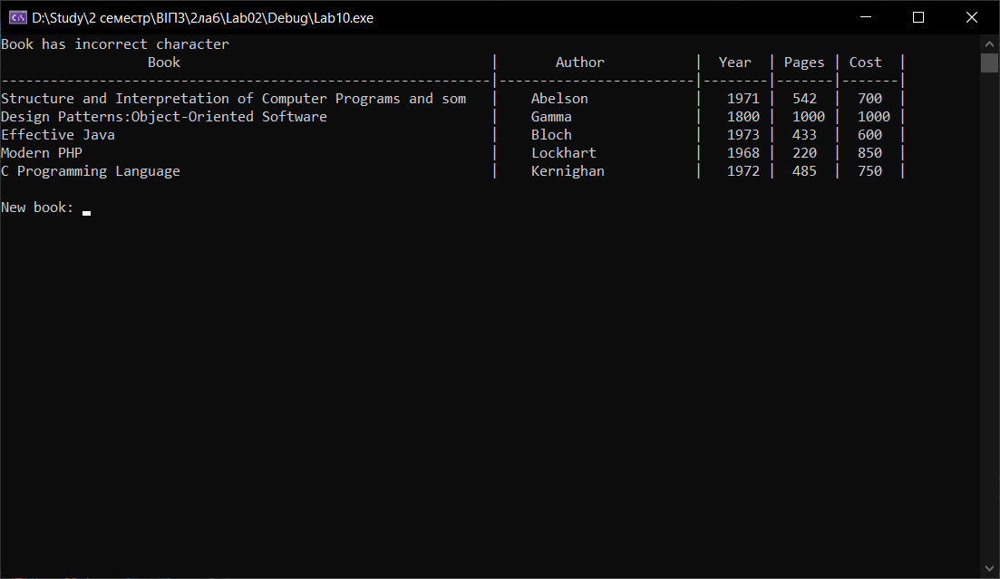 D:\Study\2 семестр\ВІПЗ\2лаб\Lab02\Debug\Lab10.exe
Book has incorrect character
                  Book                                      |       Author           |  Year  | Pages | Cost  |
------------------------------------------------------------|------------------------|--------|-------|-------|
Structure and Interpretation of Computer Programs and som   |    Abelson             |   1971 |  542  |  700  |
Design Patterns:Object-Oriented Software                    |    Gamma               |   1800 |  1000 |  1000 |
Effective Java                                              |    Bloch               |   1973 |  433  |  600  |
Modern PHP                                                  |    Lockhart            |   1968 |  220  |  850  |
C Programming Language                                      |    Kernighan           |   1972 |  485  |  750  |
New book: